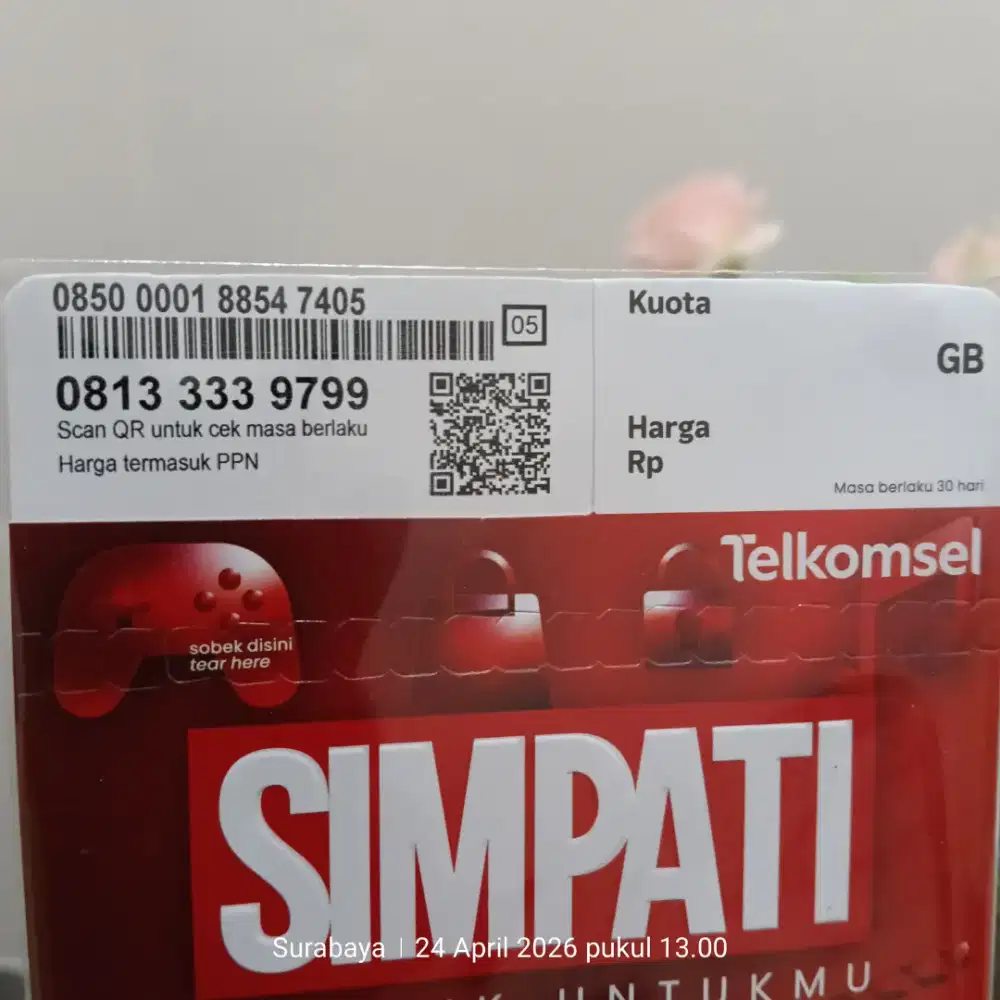 0850 0001 8854 7405
05
0813 333 9799
Scan QR untuk cek masa berlaku
Harga termasuk PPN
Kuota
GB
Harga
Rp
Masa berlaku 30 hari
Telkomsel
sobek disini
tear here
SIMPATI
UNTUKMU
Surabaya | 24 April 2026 pukul 13.00